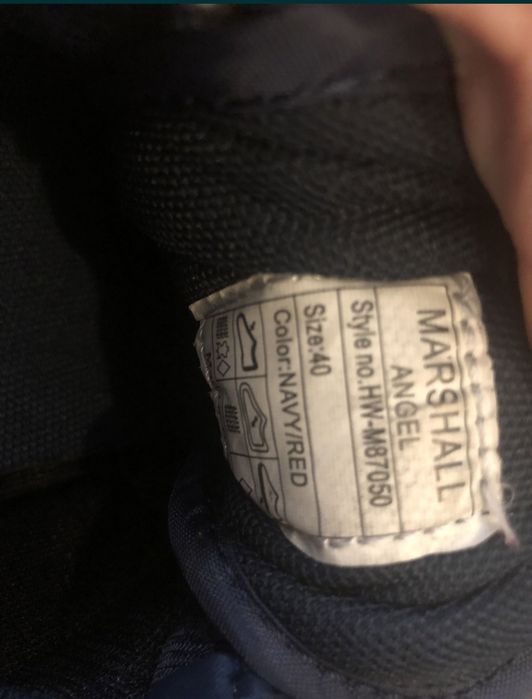 MARSHALL
ANGEL
Style no.HW-M87050
Size:40
Color:NAVY/RED